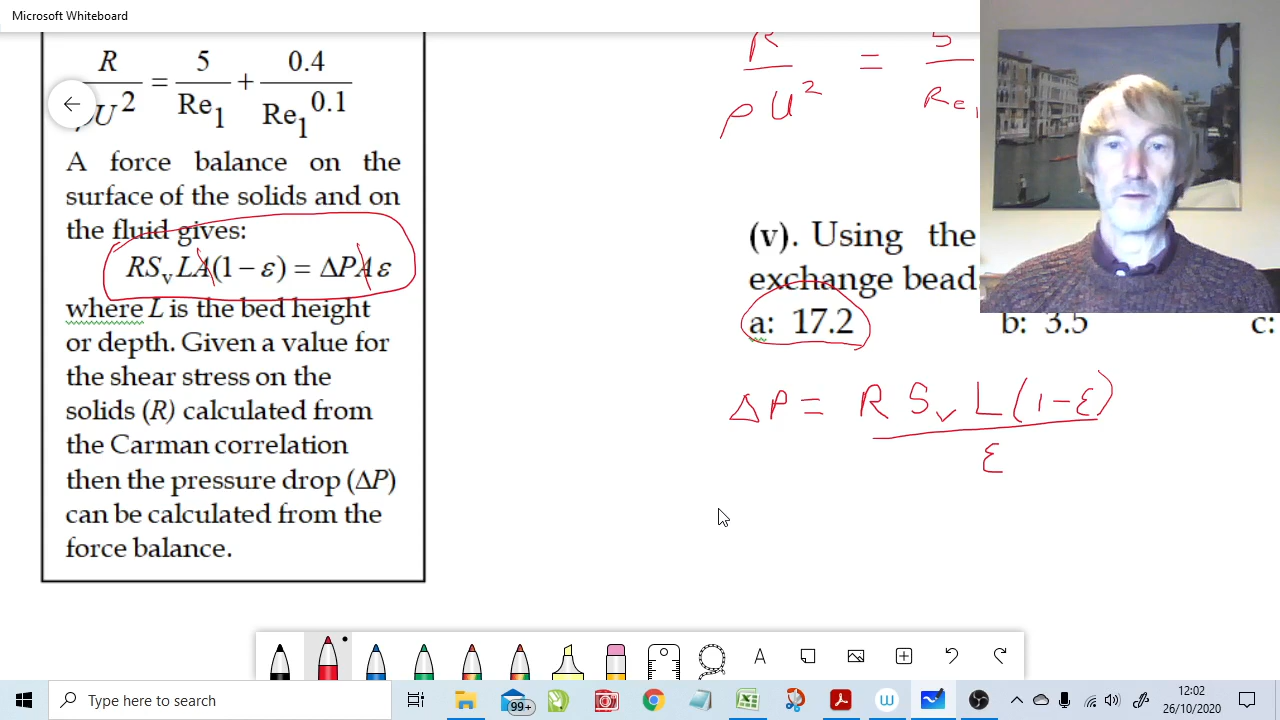 Microsoft Whiteboard
R/ρU² = 5/Re₁ + 0.4/Re₁^0.1
A force balance on the
surface of the solids and on
the fluid gives:
RSᵥLA(1 − ε) = ΔPAε
where L is the bed height
or depth. Given a value for
the shear stress on the
solids (R) calculated from
the Carman correlation
then the pressure drop (ΔP)
can be calculated from the
force balance.
R/ρU² = 5/Re₁
(v). Using the
exchange bead
a: 17.2 b: 3.5 c:
ΔP = R Sᵥ L (1 − ε) / ε
A
Type here to search
99+
W
12:02
26/10/2020